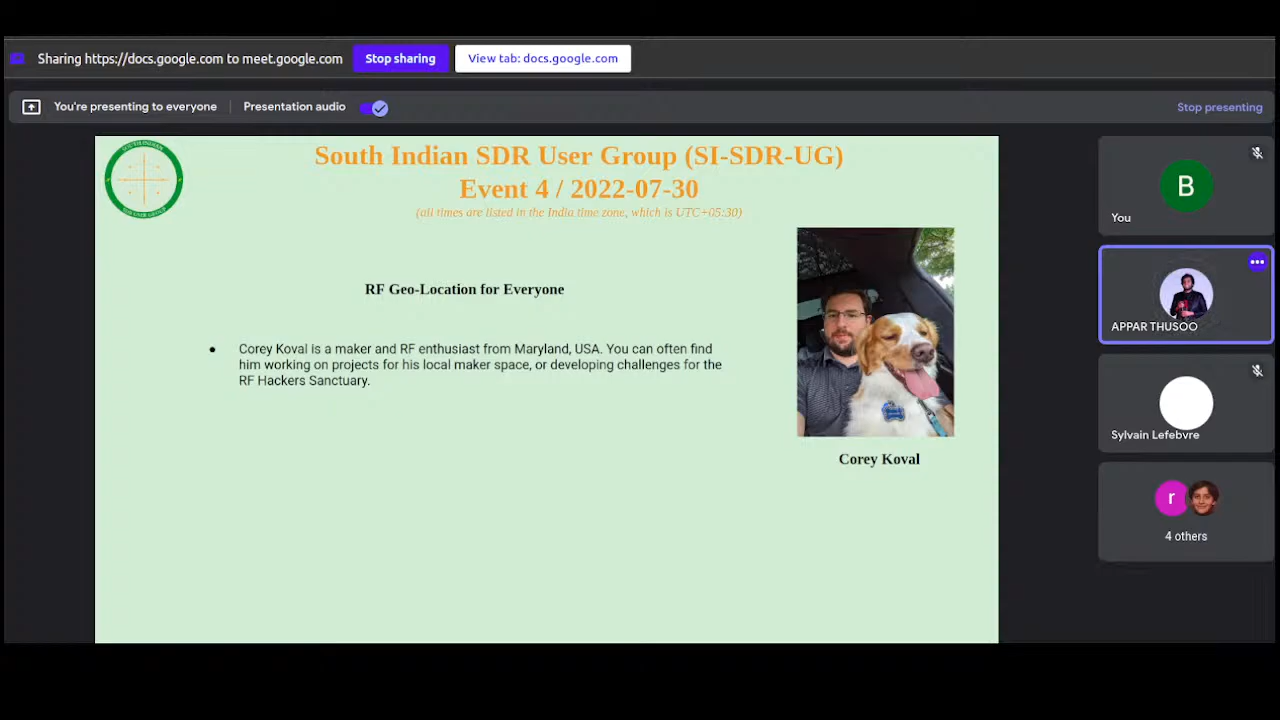 Sharing https://docs.google.com to meet.google.com
Stop sharing
View tab: docs.google.com
You're presenting to everyone
Presentation audio
Stop presenting
SOUTH INDIAN
SDR USER GROUP
South Indian SDR User Group (SI-SDR-UG)
Event 4 / 2022-07-30
(all times are listed in the India time zone, which is UTC+05:30)
RF Geo-Location for Everyone
● Corey Koval is a maker and RF enthusiast from Maryland, USA. You can often find
him working on projects for his local maker space, or developing challenges for the
RF Hackers Sanctuary.
Corey Koval
B
You
APPAR THUSOO
Sylvain Lefebvre
r
4 others